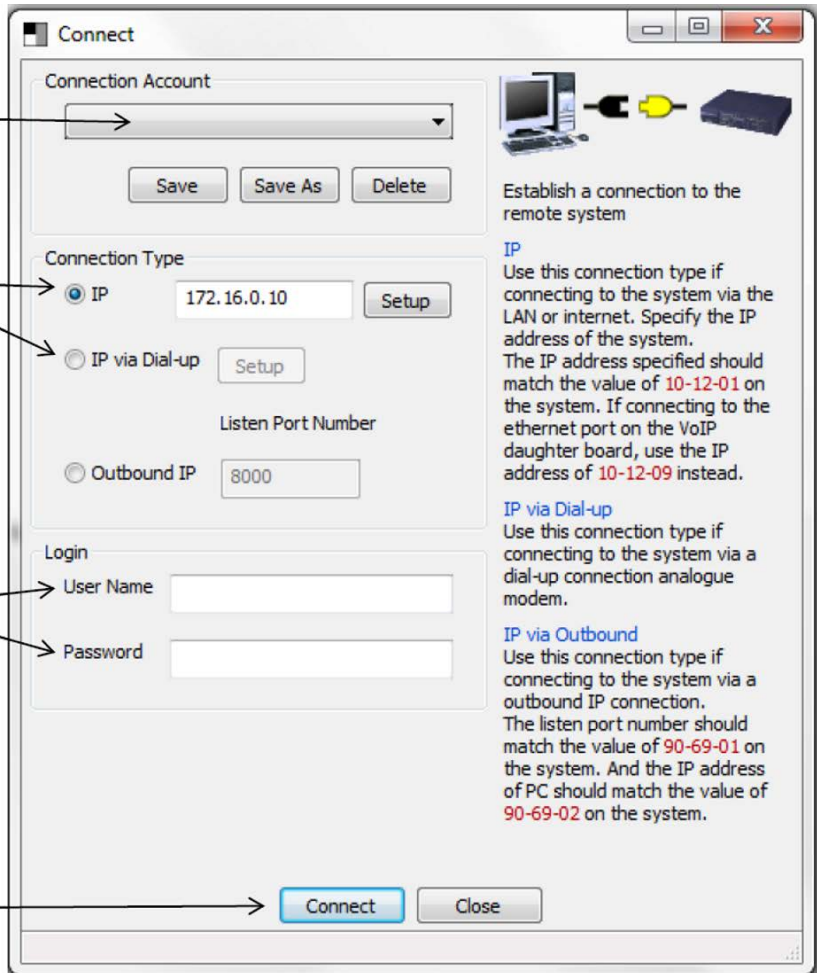 Connect
Connection Account
Save
Save As
Delete
Connection Type
IP
172.16.0.10
Setup
IP via Dial-up
Setup
Listen Port Number
Outbound IP
8000
Login
User Name
Password
Establish a connection to the
remote system
IP
Use this connection type if
connecting to the system via the
LAN or internet. Specify the IP
address of the system.
The IP address specified should
match the value of 10-12-01 on
the system. If connecting to the
ethernet port on the VoIP
daughter board, use the IP
address of 10-12-09 instead.
IP via Dial-up
Use this connection type if
connecting to the system via a
dial-up connection analogue
modem.
IP via Outbound
Use this connection type if
connecting to the system via a
outbound IP connection.
The listen port number should
match the value of 90-69-01 on
the system. And the IP address
of PC should match the value of
90-69-02 on the system.
Connect
Close